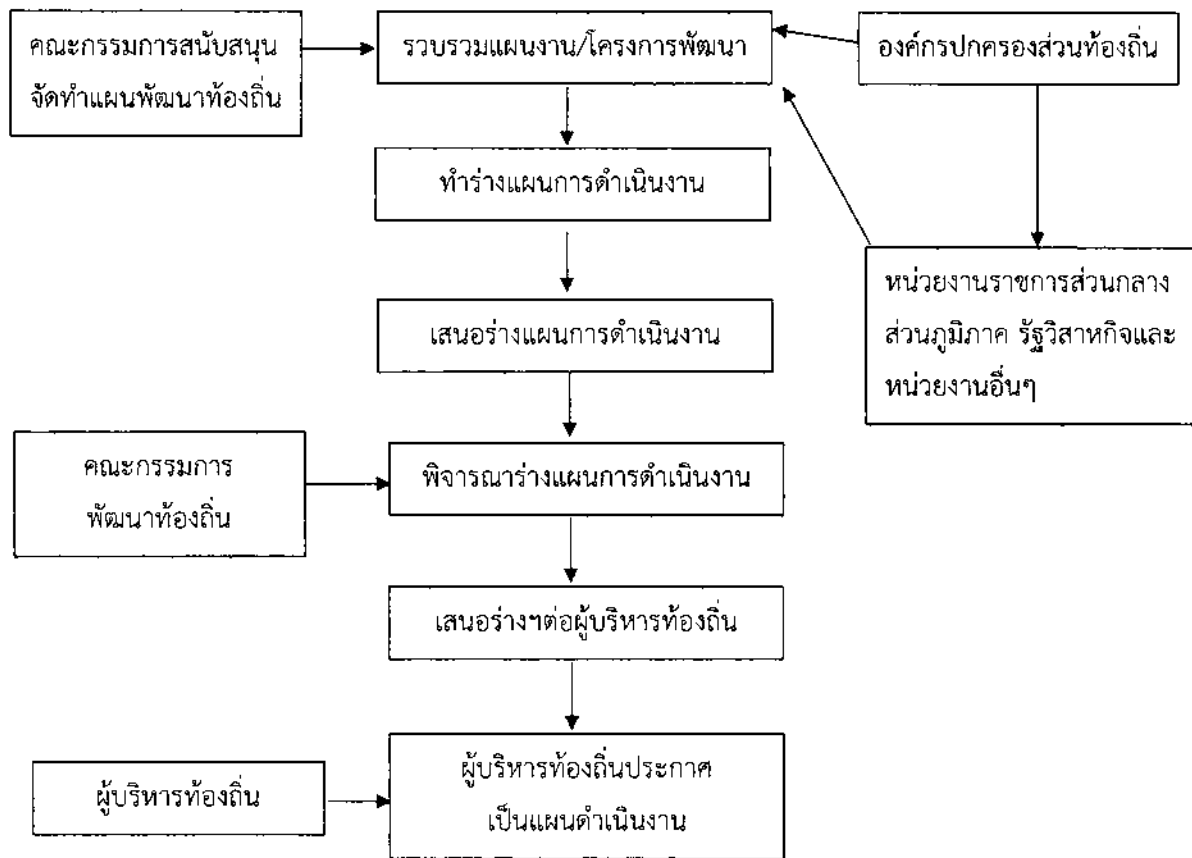 คณะกรรมการสนับสนุน
จัดทำแผนพัฒนาท้องถิ่น
รวบรวมแผนงาน/โครงการพัฒนา
องค์กรปกครองส่วนท้องถิ่น
ทำร่างแผนการดำเนินงาน
เสนอร่างแผนการดำเนินงาน
หน่วยงานราชการส่วนกลาง
ส่วนภูมิภาค รัฐวิสาหกิจและ
หน่วยงานอื่นๆ
คณะกรรมการ
พัฒนาท้องถิ่น
พิจารณาร่างแผนการดำเนินงาน
เสนอร่างฯต่อผู้บริหารท้องถิ่น
ผู้บริหารท้องถิ่น
ผู้บริหารท้องถิ่นประกาศ
เป็นแผนดำเนินงาน